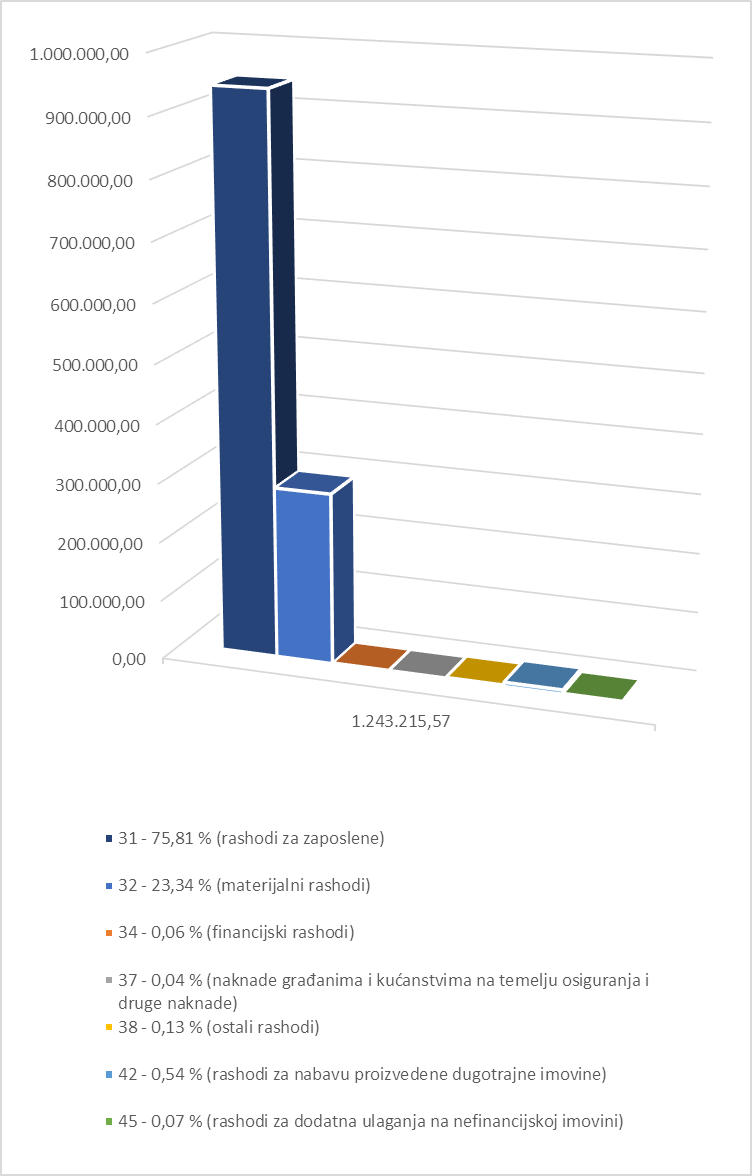 1.000.000,00
900.000,00
800.000,00
700.000,00
600.000,00
500.000,00
400.000,00
300.000,00
200.000,00
100.000,00
0,00
1.243.215,57
31 - 75,81 % (rashodi za zaposlene)
32 - 23,34 % (materijalni rashodi)
34 - 0,06 % (financijski rashodi)
37 - 0,04 % (naknade građanima i kućanstvima na temelju osiguranja i
druge naknade)
38 - 0,13 % (ostali rashodi)
42 - 0,54 % (rashodi za nabavu proizvedene dugotrajne imovine)
45 - 0,07 % (rashodi za dodatna ulaganja na nefinancijskoj imovini)